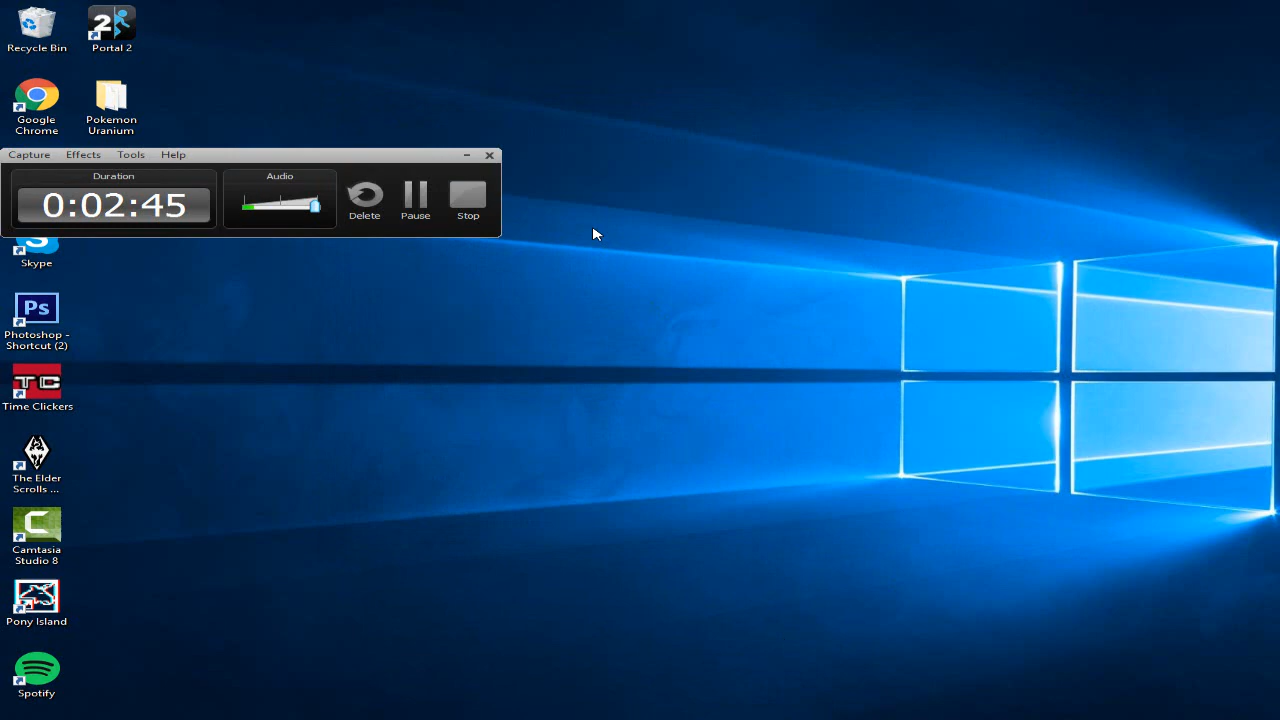 Recycle Bin
Portal 2
Google
Chrome
Pokemon
Uranium
Capture Effects Tools Help
Duration
0:02:45
Audio
Delete
Pause
Stop
S
Skype
Ps
Photoshop -
Shortcut (2)
TC
Time Clickers
The Elder
Scrolls ...
C
Camtasia
Studio 8
Pony Island
Spotify